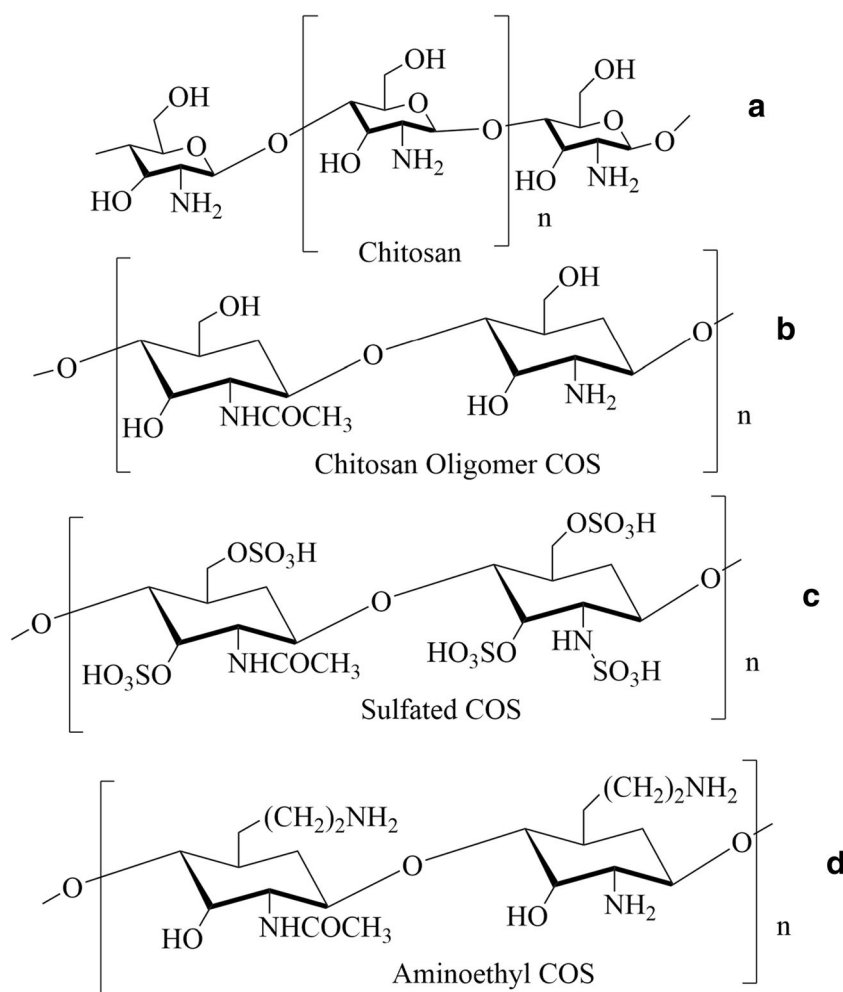 OH
OH
OH
a
O
O
O
O
O
O
HO
NH2
HO
NH2
HO
NH2
n
Chitosan
OH
OH
b
O
O
O
HO
NHCOCH3
HO
NH2
n
Chitosan Oligomer COS
OSO3H
OSO3H
c
O
O
O
HO3SO
NHCOCH3
HO3SO
HN
SO3H
n
Sulfated COS
(CH2)2NH2
(CH2)2NH2
d
O
O
O
HO
NHCOCH3
HO
NH2
n
Aminoethyl COS